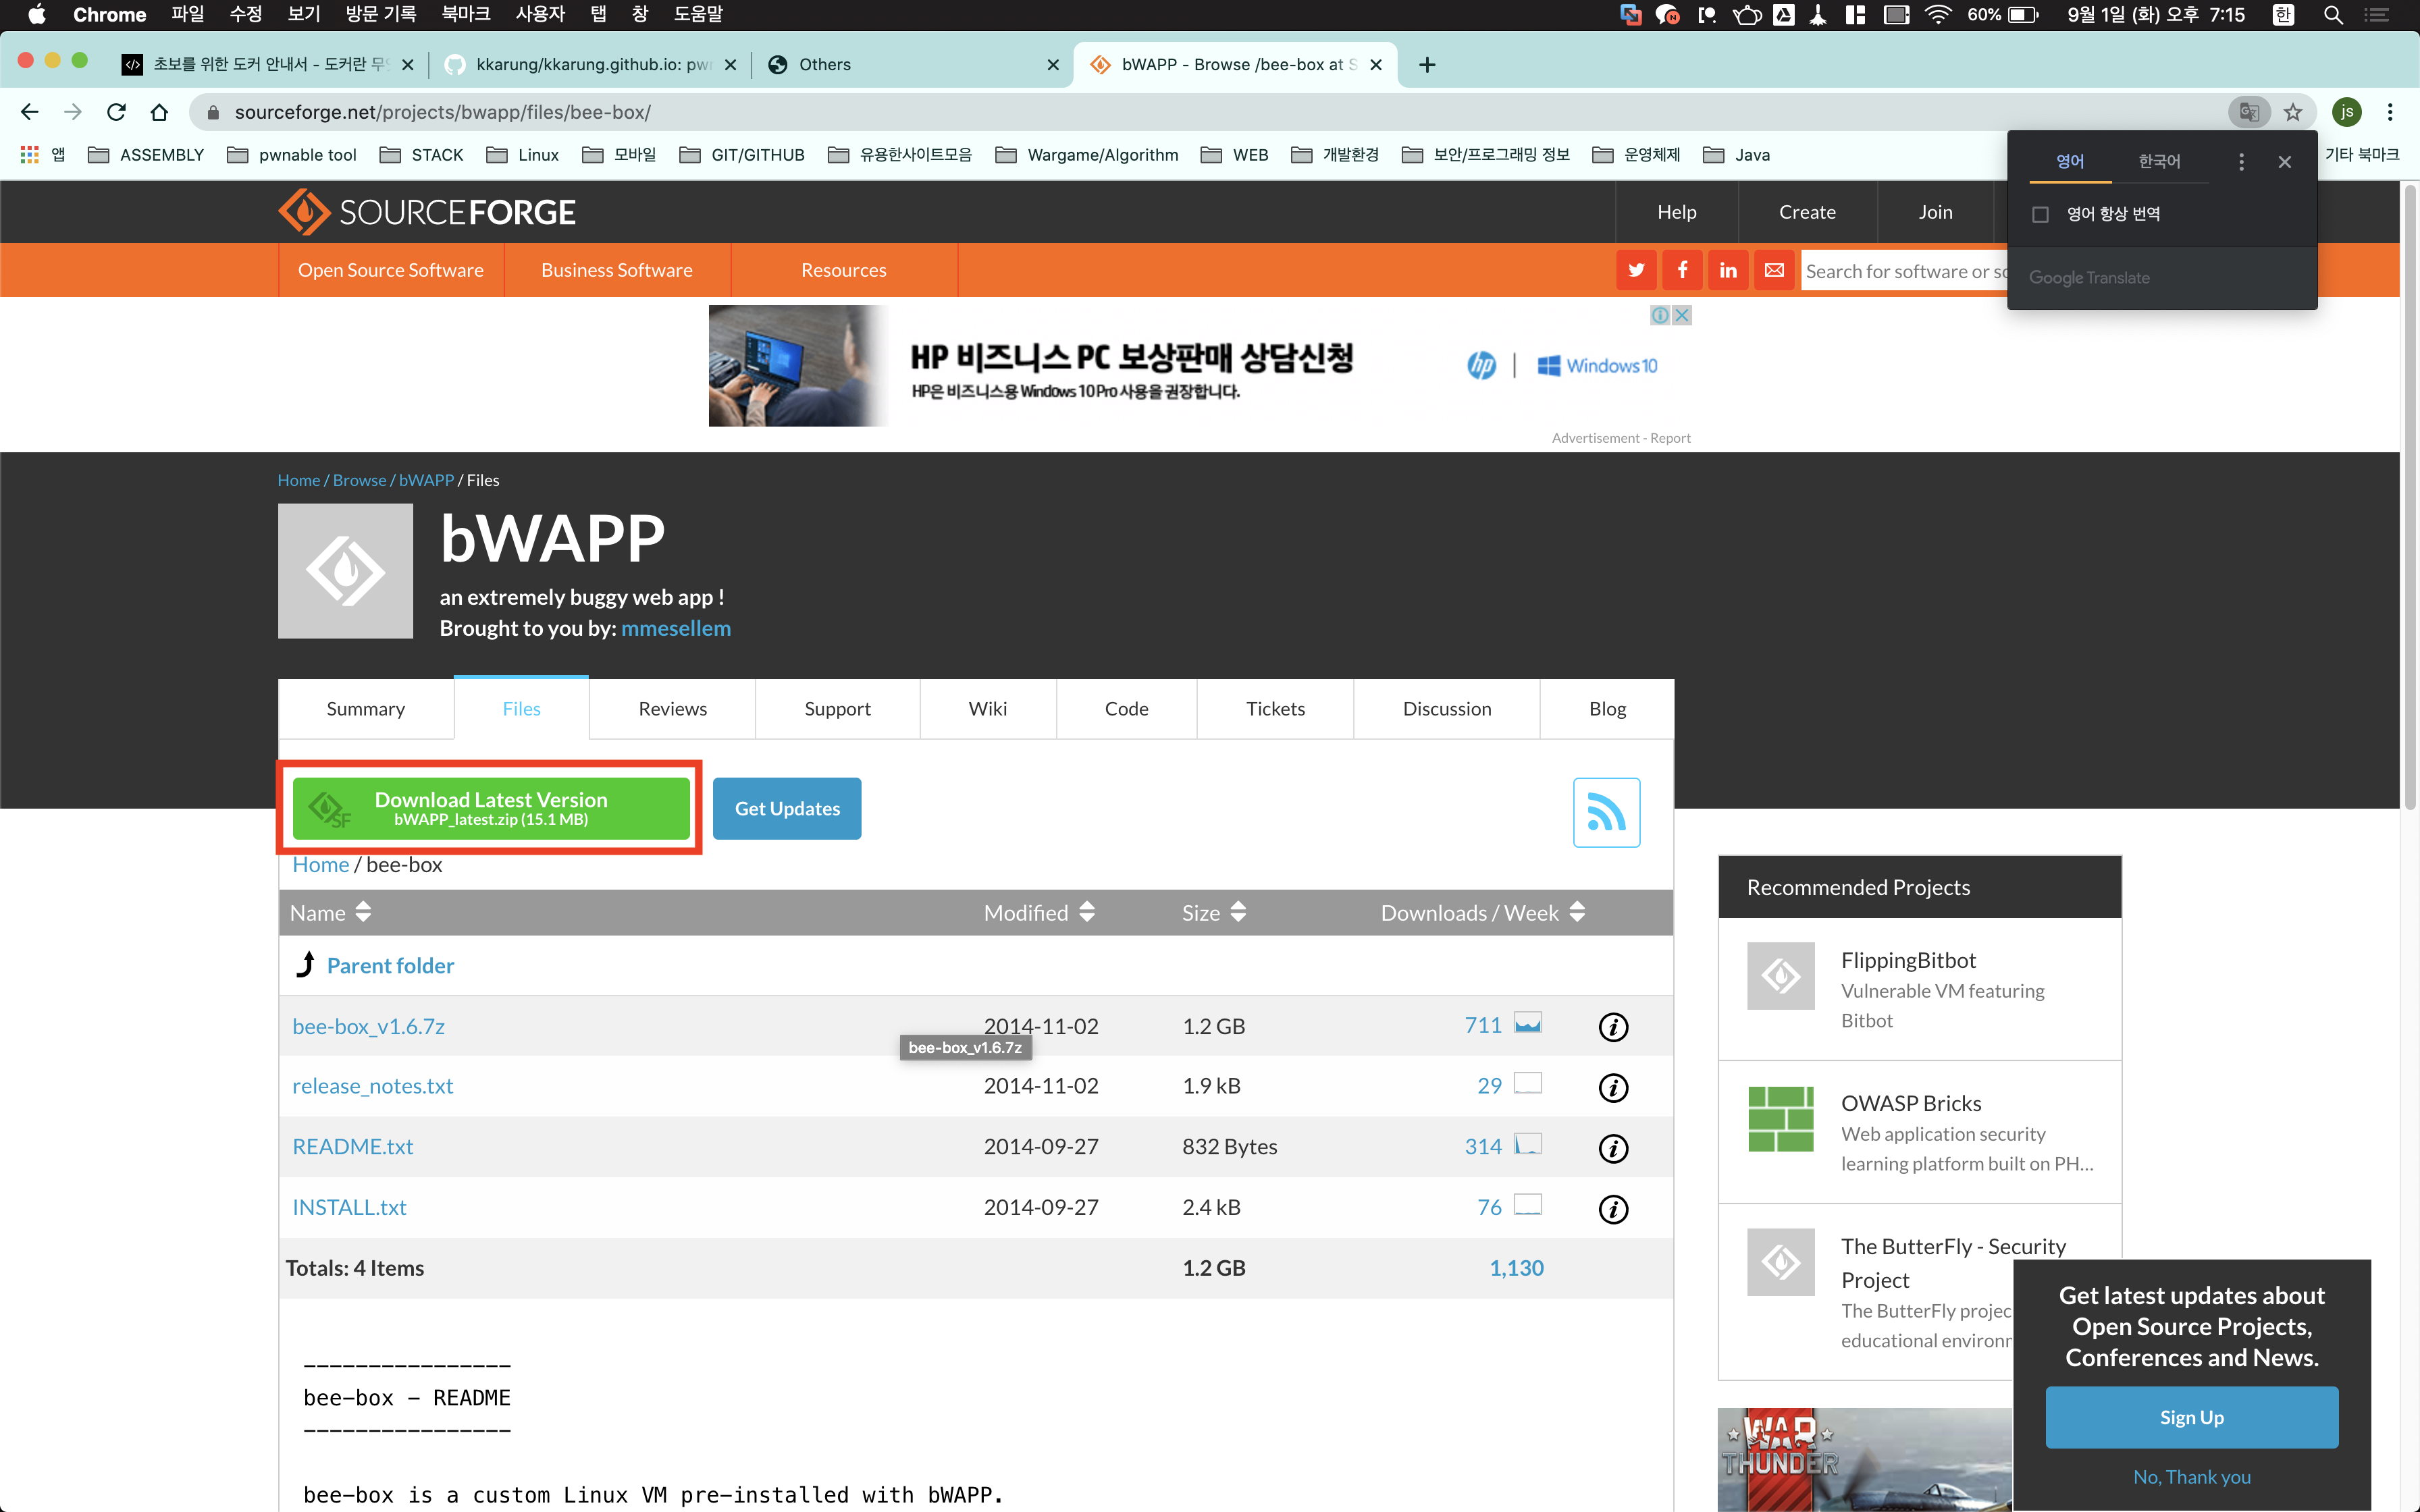 Chrome 파일 수정 보기 방문 기록 북마크 사용자 탭 창 도움말 60% 9월 1일 (화) 오후 7:15 한
초보를 위한 도커 안내서 - 도커란 무 kkarung/kkarung.github.io: pw Others bWAPP - Browse /bee-box at S
sourceforge.net/projects/bwapp/files/bee-box/ js
앱 ASSEMBLY pwnable tool STACK Linux 모바일 GIT/GITHUB 유용한사이트모음 Wargame/Algorithm WEB 개발환경 보안/프로그래밍 정보 운영체제 Java 기타 북마크
영어 한국어
영어 항상 번역
Google Translate
SOURCEFORGE Help Create Join
Open Source Software Business Software Resources Search for software or so
HP 비즈니스 PC 보상판매 상담신청
HP은 비즈니스용 Windows 10 Pro 사용을 권장합니다.
hp | Windows 10
Advertisement - Report
Home / Browse / bWAPP / Files
bWAPP
an extremely buggy web app !
Brought to you by: mmesellem
Summary Files Reviews Support Wiki Code Tickets Discussion Blog
Download Latest Version
bWAPP_latest.zip (15.1 MB)
SF
Get Updates
Home / bee-box
Name Modified Size Downloads / Week
Parent folder
bee-box_v1.6.7z 2014-11-02 1.2 GB 711
bee-box_v1.6.7z
release_notes.txt 2014-11-02 1.9 kB 29
README.txt 2014-09-27 832 Bytes 314
INSTALL.txt 2014-09-27 2.4 kB 76
Totals: 4 Items 1.2 GB 1,130
----------------
bee-box - README
----------------
bee-box is a custom Linux VM pre-installed with bWAPP.
Recommended Projects
FlippingBitbot
Vulnerable VM featuring
Bitbot
OWASP Bricks
Web application security
learning platform built on PH...
The ButterFly - Security
Project
The ButterFly projec
educational environ
WAR
THUNDER
Get latest updates about
Open Source Projects,
Conferences and News.
Sign Up
No, Thank you